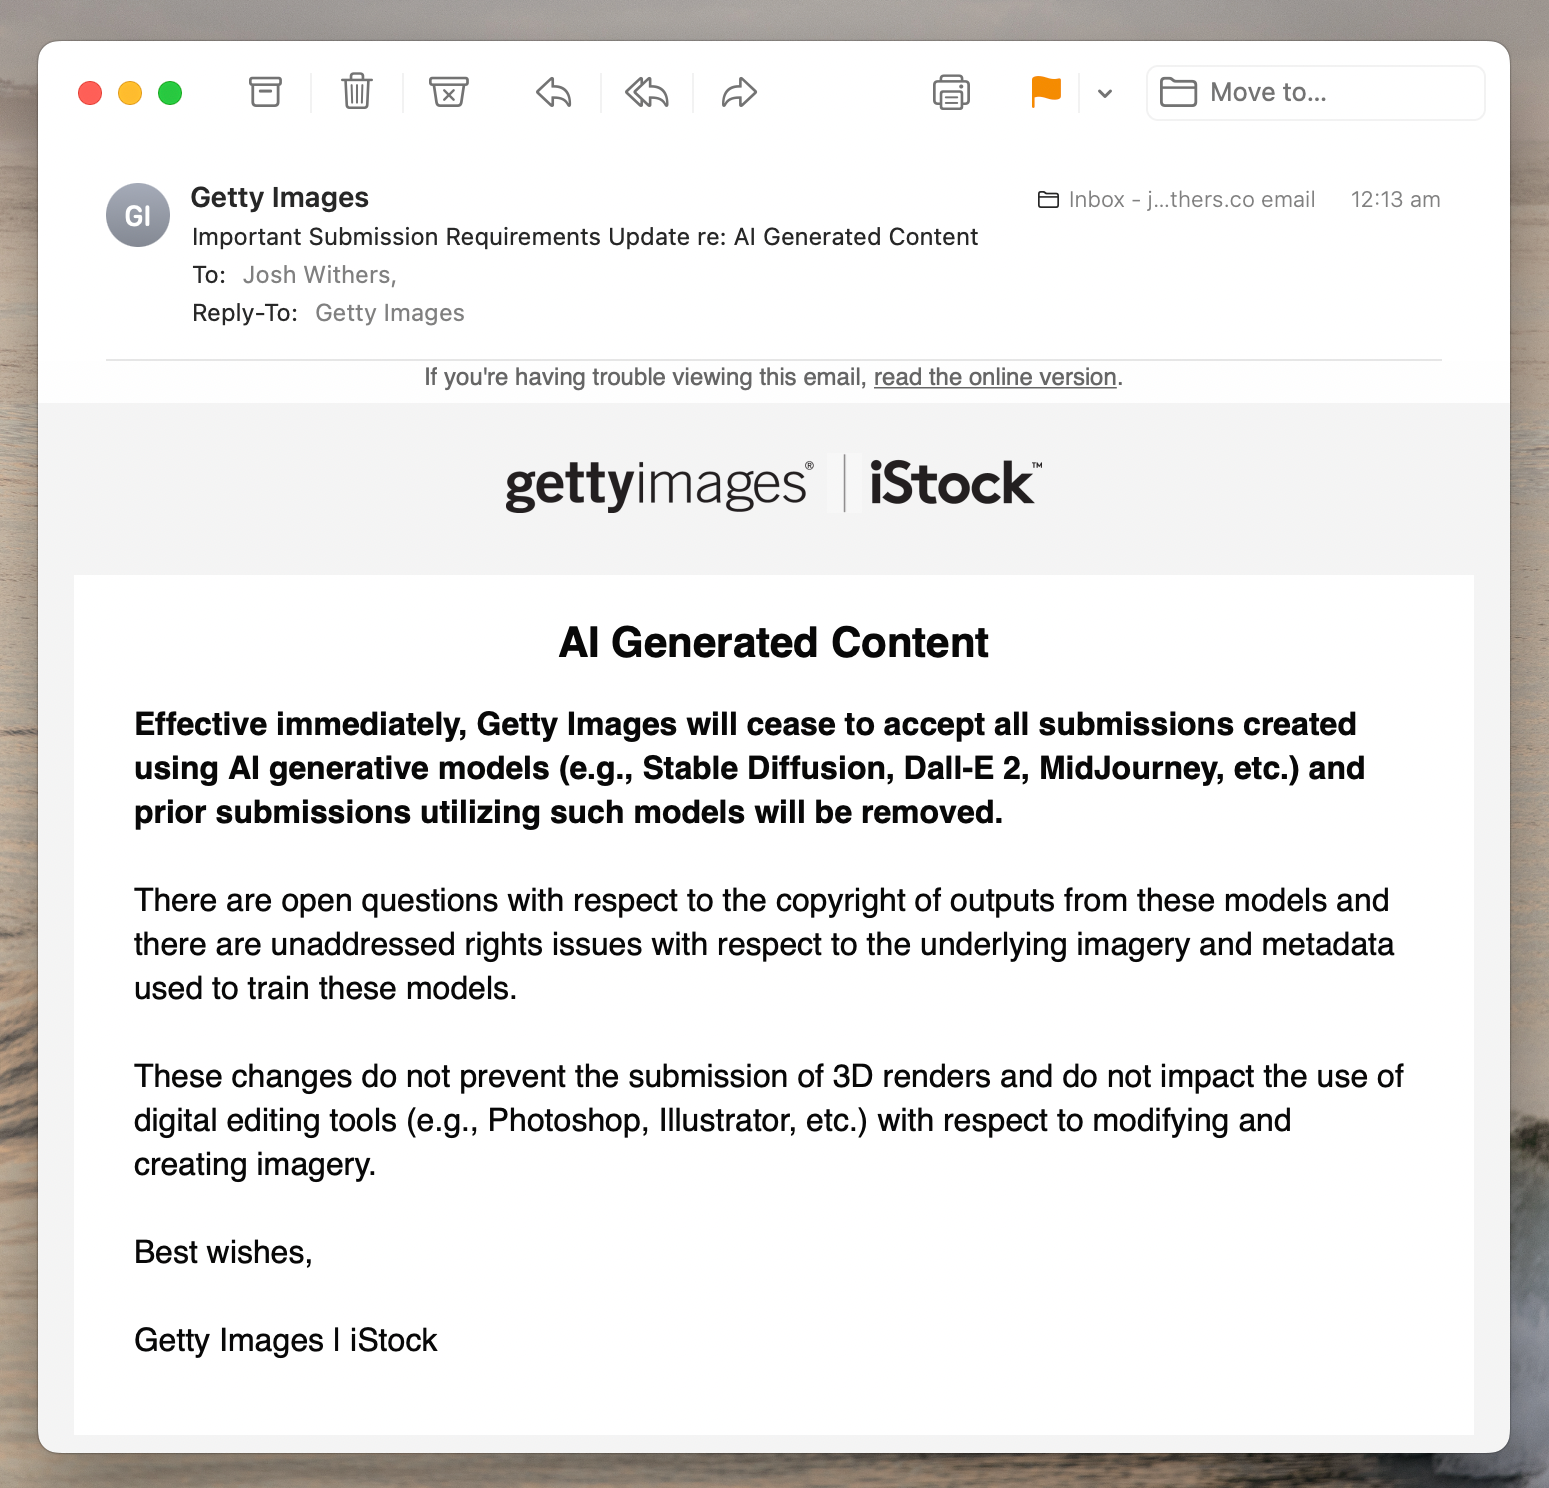 Move to...
GI
Getty Images
Inbox - j...thers.co email 12:13 am
Important Submission Requirements Update re: AI Generated Content
To: Josh Withers,
Reply-To: Getty Images
If you're having trouble viewing this email, read the online version.
gettyimages® | iStock™
AI Generated Content
Effective immediately, Getty Images will cease to accept all submissions created
using AI generative models (e.g., Stable Diffusion, Dall-E 2, MidJourney, etc.) and
prior submissions utilizing such models will be removed.
There are open questions with respect to the copyright of outputs from these models and
there are unaddressed rights issues with respect to the underlying imagery and metadata
used to train these models.
These changes do not prevent the submission of 3D renders and do not impact the use of
digital editing tools (e.g., Photoshop, Illustrator, etc.) with respect to modifying and
creating imagery.
Best wishes,
Getty Images | iStock